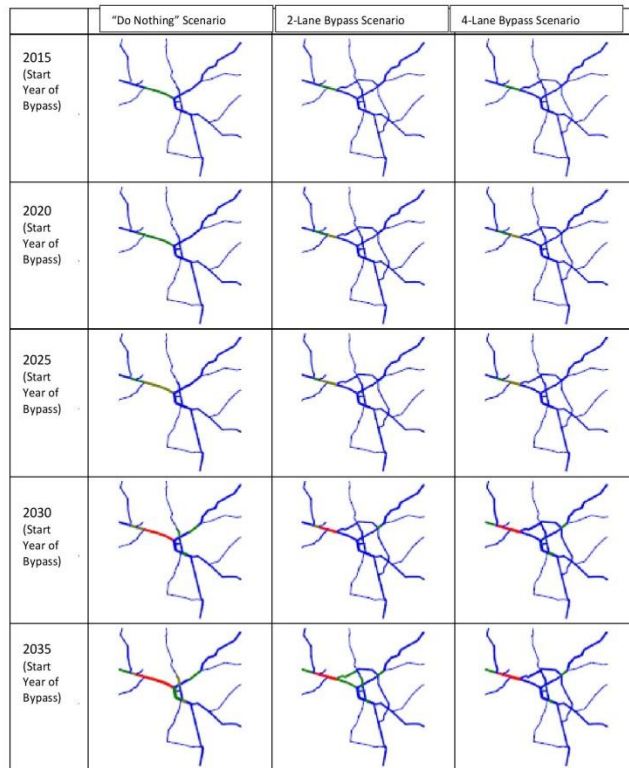 “Do Nothing” Scenario
2-Lane Bypass Scenario
4-Lane Bypass Scenario
2015
(Start
Year of
Bypass)
2020
(Start
Year of
Bypass)
2025
(Start
Year of
Bypass)
2030
(Start
Year of
Bypass)
2035
(Start
Year of
Bypass)